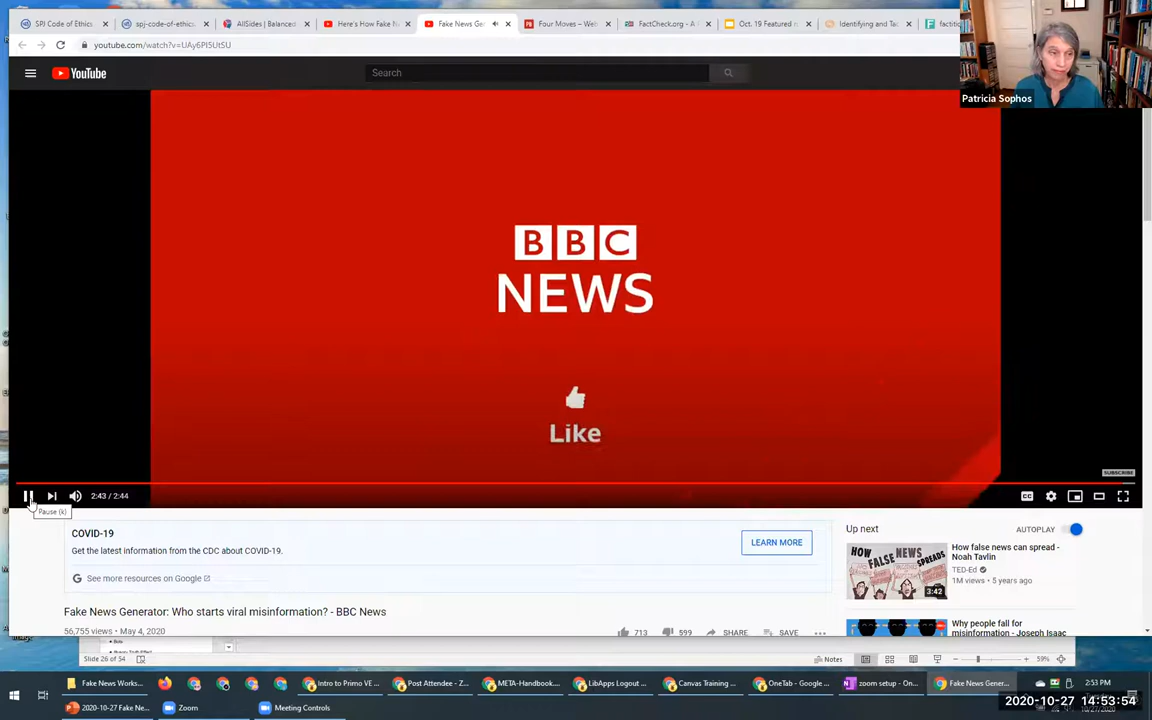 SPJ Code of Ethics
spj-code-of-ethics
AllSides | Balanced
Here's How Fake N
Fake News Gen
Four Moves – Web
FactCheck.org - A P
Oct. 19 Featured n
Identifying and Tac
factitio
youtube.com/watch?v=UAy6PI5UtSU
YouTube
Search
Patricia Sophos
BBC
NEWS
Like
SUBSCRIBE
2:43 / 2:44
CC
Pause (k)
COVID-19
Get the latest information from the CDC about COVID-19.
LEARN MORE
See more resources on Google
Up next
AUTOPLAY
HOW FALSE NEWS SPREADS
3:42
How false news can spread -
Noah Tavlin
TED-Ed
1M views • 5 years ago
Fake News Generator: Who starts viral misinformation? - BBC News
56,755 views • May 4, 2020
713
599
SHARE
SAVE
Why people fall for
misinformation - Joseph Isaac
Slide 26 of 54
Notes
59%
Fake News Works...
Intro to Primo VE ...
Post Attendee - Z...
META-Handbook...
LibApps Logout ...
Canvas Training ...
OneTab - Google ...
zoom setup - On...
Fake News Gener...
2:53 PM
2020-10-27 Fake Ne...
Zoom
Meeting Controls
2020-10-27 14:53:54